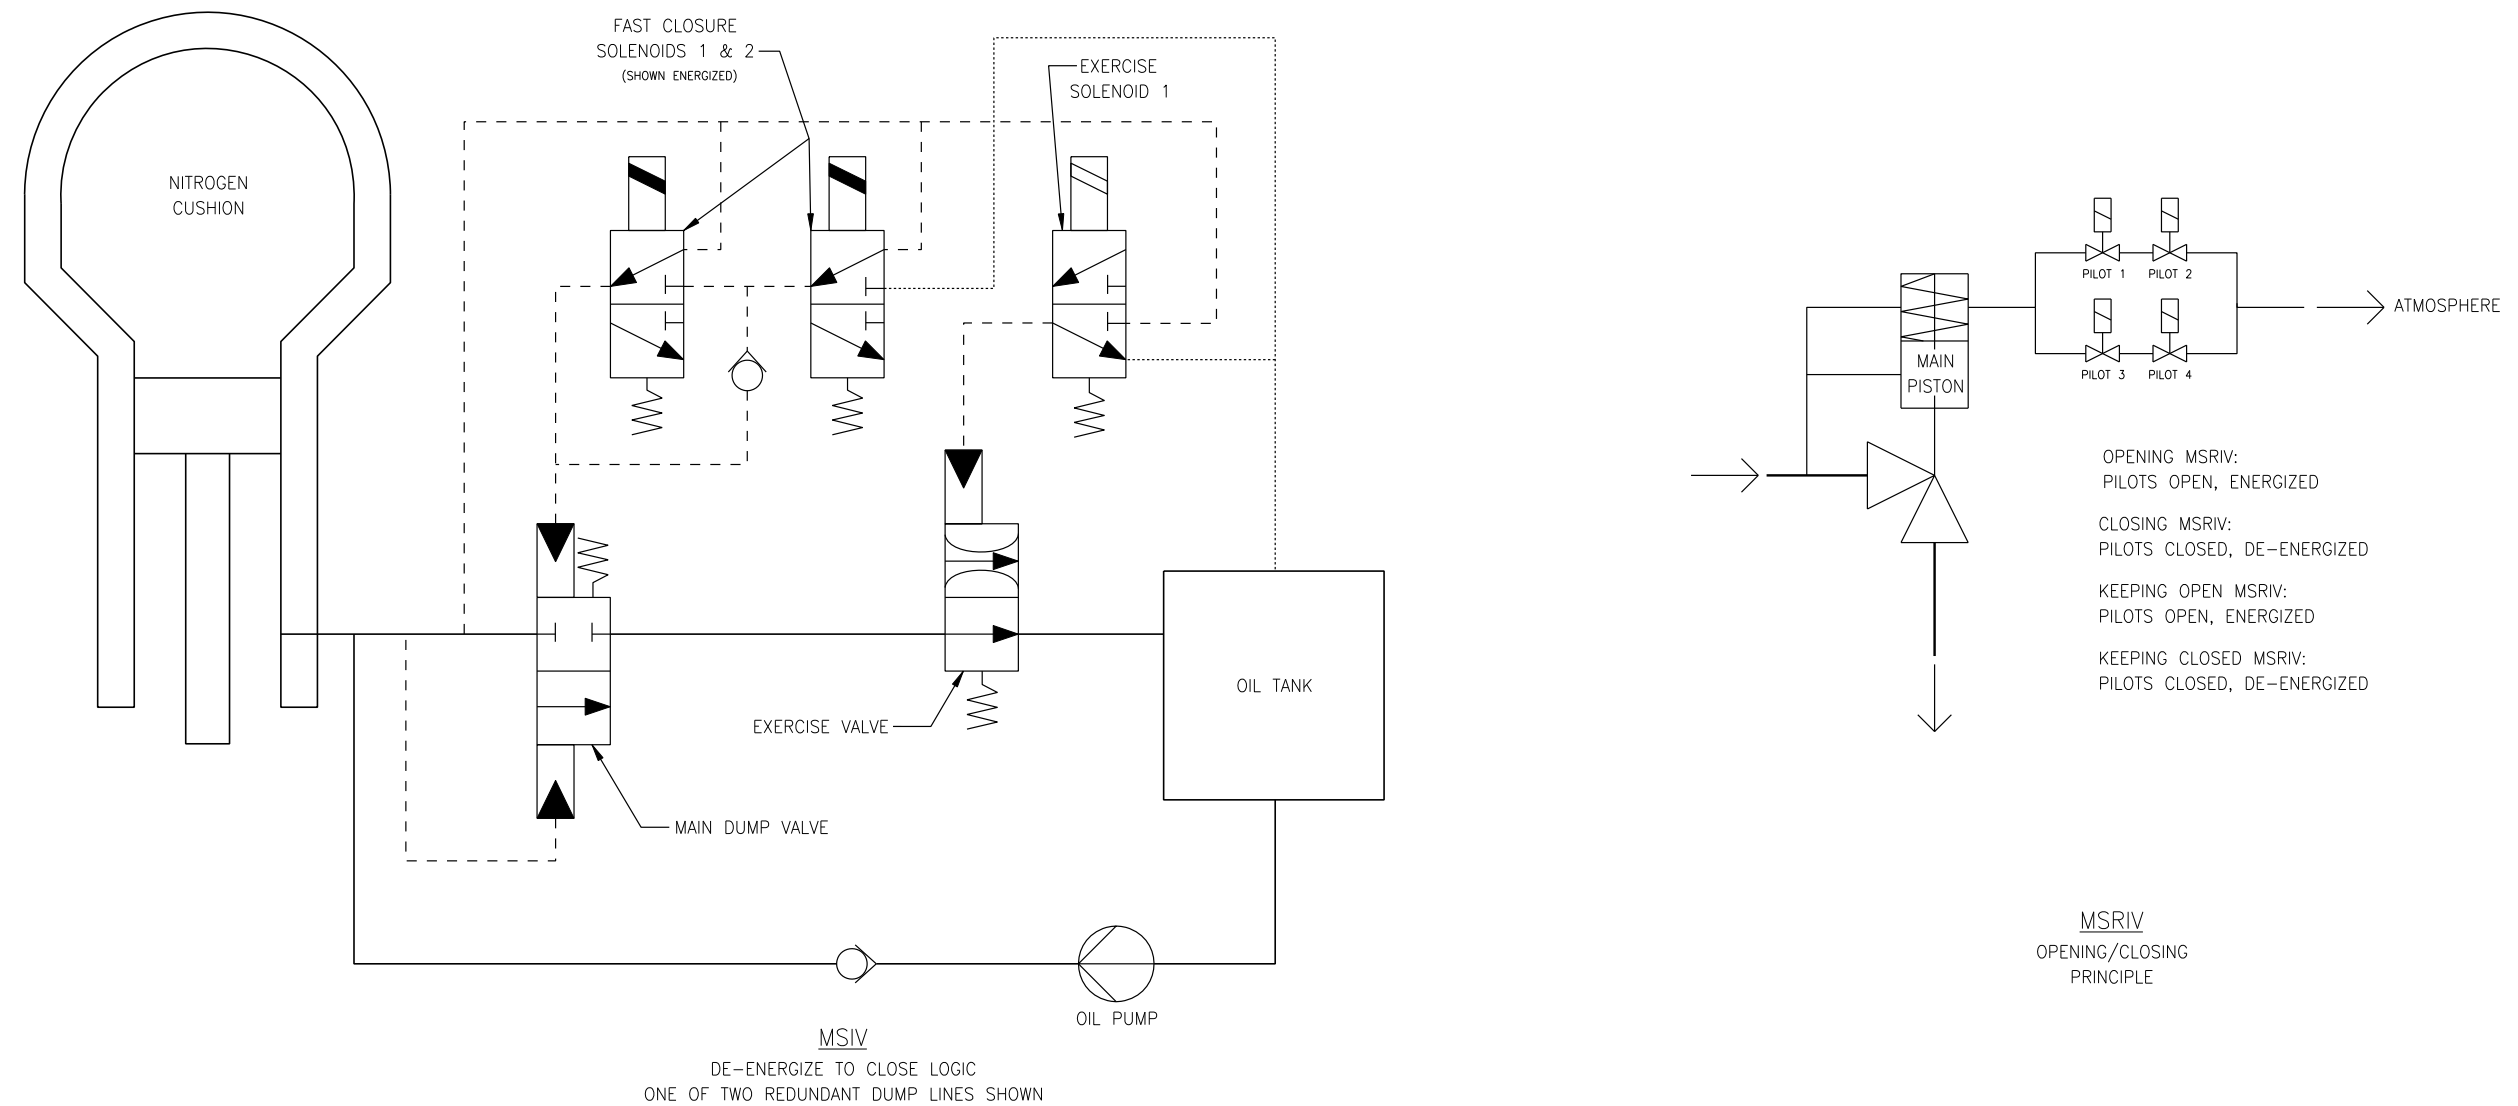 FAST CLOSURE
SOLENOIDS 1 & 2
(SHOWN ENERGIZED)
EXERCISE
SOLENOID 1
NITROGEN
CUSHION
EXERCISE VALVE
MAIN DUMP VALVE
OIL TANK
OIL PUMP
MSIV
DE-ENERGIZE TO CLOSE LOGIC
ONE OF TWO REDUNDANT DUMP LINES SHOWN
PILOT 1
PILOT 2
ATMOSPHERE
MAIN
PISTON
PILOT 3
PILOT 4
OPENING MSRIV:
PILOTS OPEN, ENERGIZED
CLOSING MSRIV:
PILOTS CLOSED, DE-ENERGIZED
KEEPING OPEN MSRIV:
PILOTS OPEN, ENERGIZED
KEEPING CLOSED MSRIV:
PILOTS CLOSED, DE-ENERGIZED
MSRIV
OPENING/CLOSING
PRINCIPLE